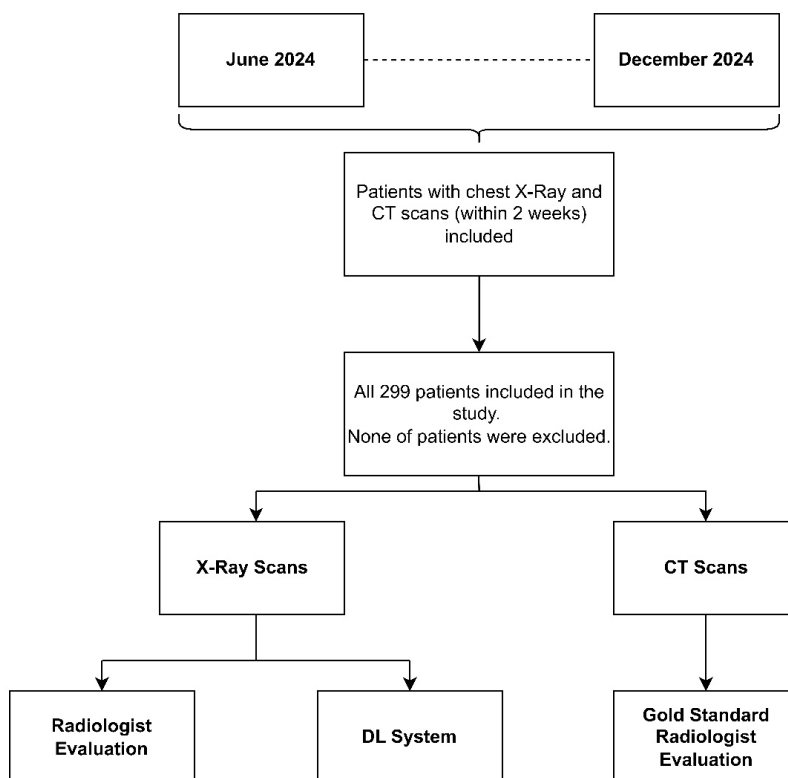 June 2024
December 2024
Patients with chest X-Ray and
CT scans (within 2 weeks)
included
All 299 patients included in the
study.
None of patients were excluded.
X-Ray Scans
CT Scans
Radiologist
Evaluation
DL System
Gold Standard
Radiologist
Evaluation